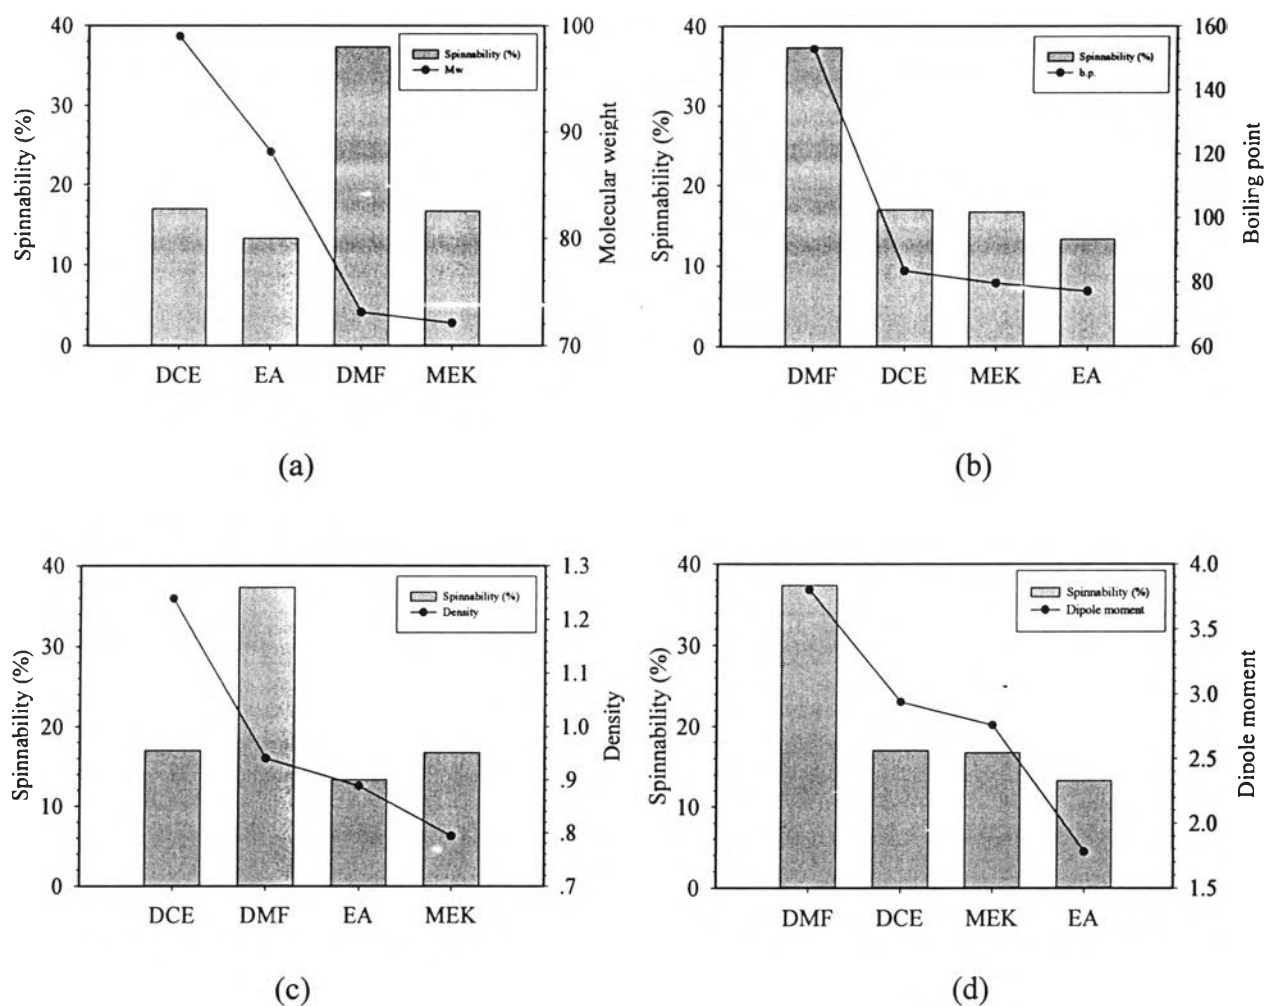 40
30
20
10
0
Spinnability (%)
100
90
80
70
Molecular weight
Spinnability (%)
Mw
DCE EA DMF MEK
(a)
40
30
20
10
0
Spinnability (%)
160
140
120
100
80
60
Boiling point
Spinnability (%)
b.p.
DMF DCE MEK EA
(b)
40
30
20
10
0
Spinnability (%)
1.3
1.2
1.1
1.0
.9
0.8
.7
Density
Spinnability (%)
Density
DCE DMF EA MEK
(c)
40
30
20
10
0
Spinnability (%)
4.0
3.5
3.0
2.5
2.0
1.5
Dipole moment
Spinnability (%)
Dipole moment
DMF DCE MEK EA
(d)